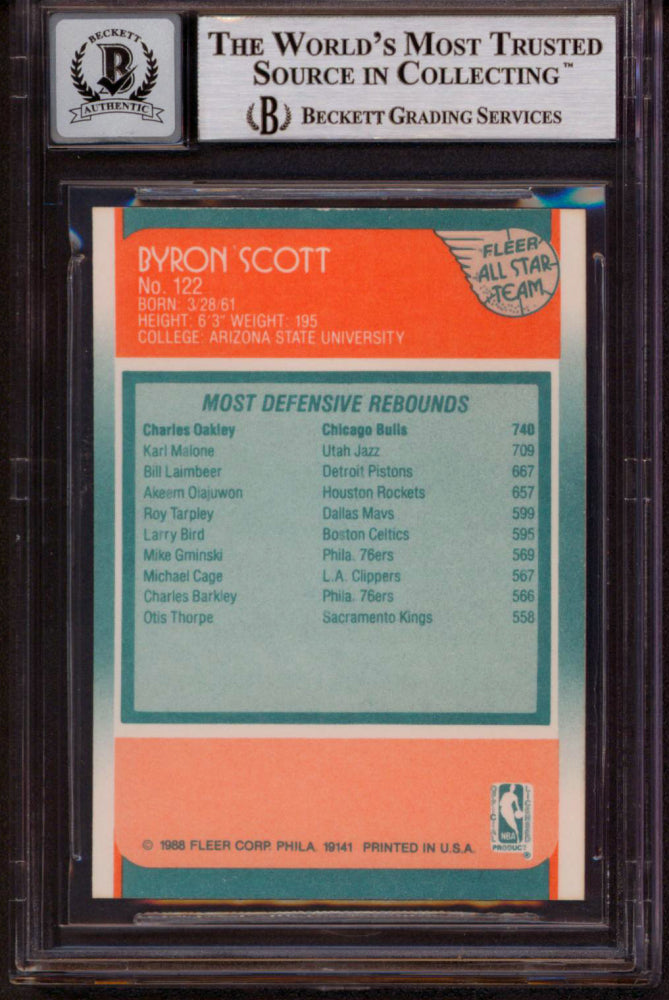 BECKETT
B
AUTHENTIC
THE WORLD'S MOST TRUSTED
SOURCE IN COLLECTING™
B BECKETT GRADING SERVICES
BYRON SCOTT
No. 122
BORN: 3/28/61
HEIGHT: 6'3" WEIGHT: 195
COLLEGE: ARIZONA STATE UNIVERSITY
FLEER
ALL STAR
TEAM
MOST DEFENSIVE REBOUNDS
Charles Oakley Chicago Bulls 740
Karl Malone Utah Jazz 709
Bill Laimbeer Detroit Pistons 667
Akeem Olajuwon Houston Rockets 657
Roy Tarpley Dallas Mavs 599
Larry Bird Boston Celtics 595
Mike Gminski Phila. 76ers 569
Michael Cage L.A. Clippers 567
Charles Barkley Phila. 76ers 566
Otis Thorpe Sacramento Kings 558
OFFICIAL LICENSED
NBA
PRODUCT ®
© 1988 FLEER CORP. PHILA. 19141 PRINTED IN U.S.A.